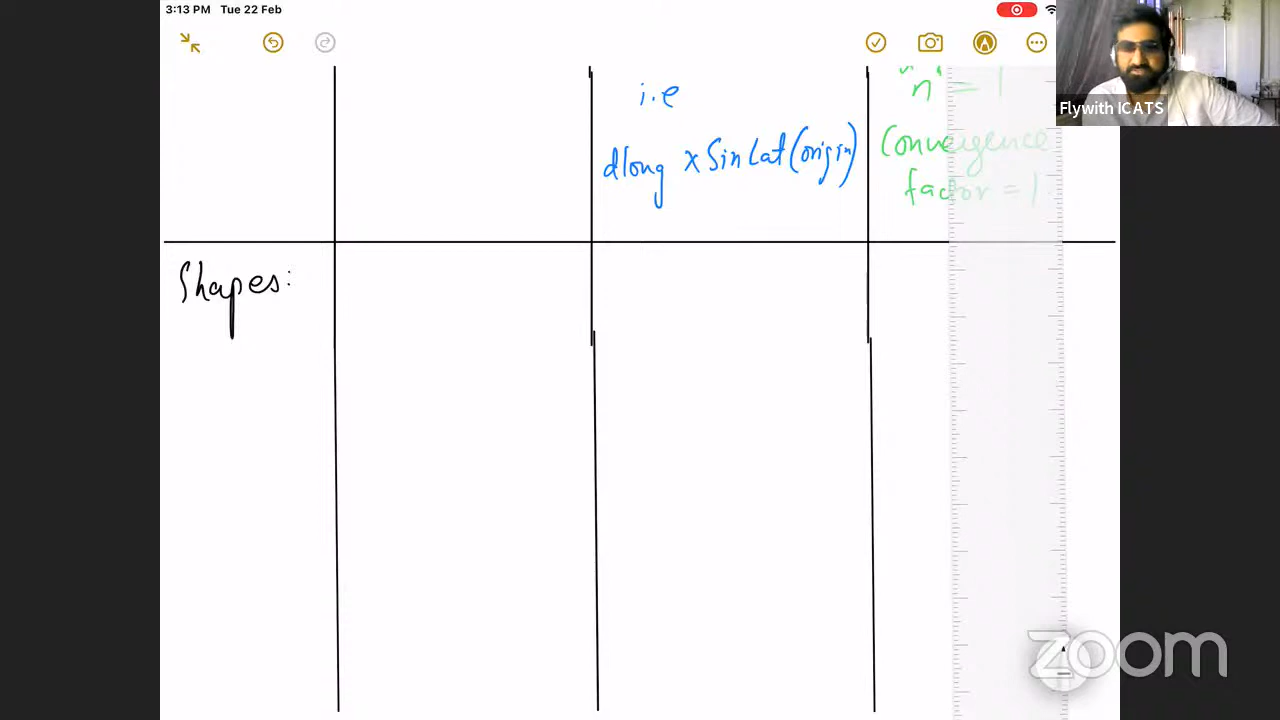 3:13 PM Tue 22 Feb
i.e
dlong x Sin Lat (origin)
"n" = 1
Convergence
factor = 1.
Shapes:
Flywith ICATS
zoom